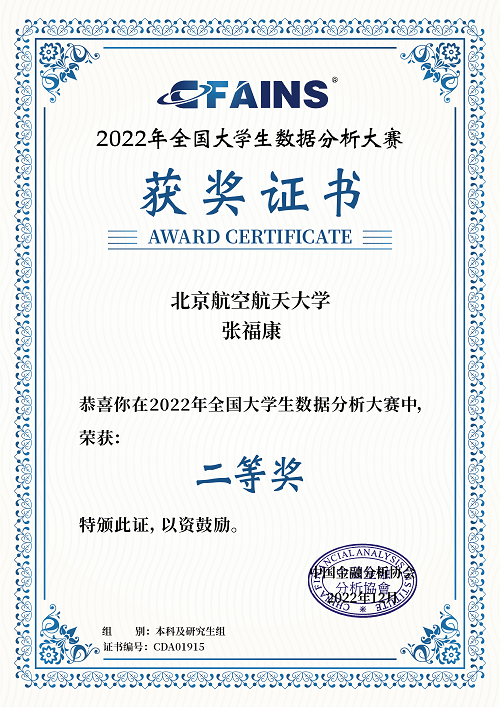 CFAINS®
2022年全国大学生数据分析大赛
获奖证书
AWARD CERTIFICATE
北京航空航天大学
张福康
恭喜你在2022年全国大学生数据分析大赛中,
荣获:
二等奖
特颁此证, 以资鼓励。
中国金融分析协会
分析協會
2022年12月
组 别: 本科及研究生组
证书编号: CDA01915